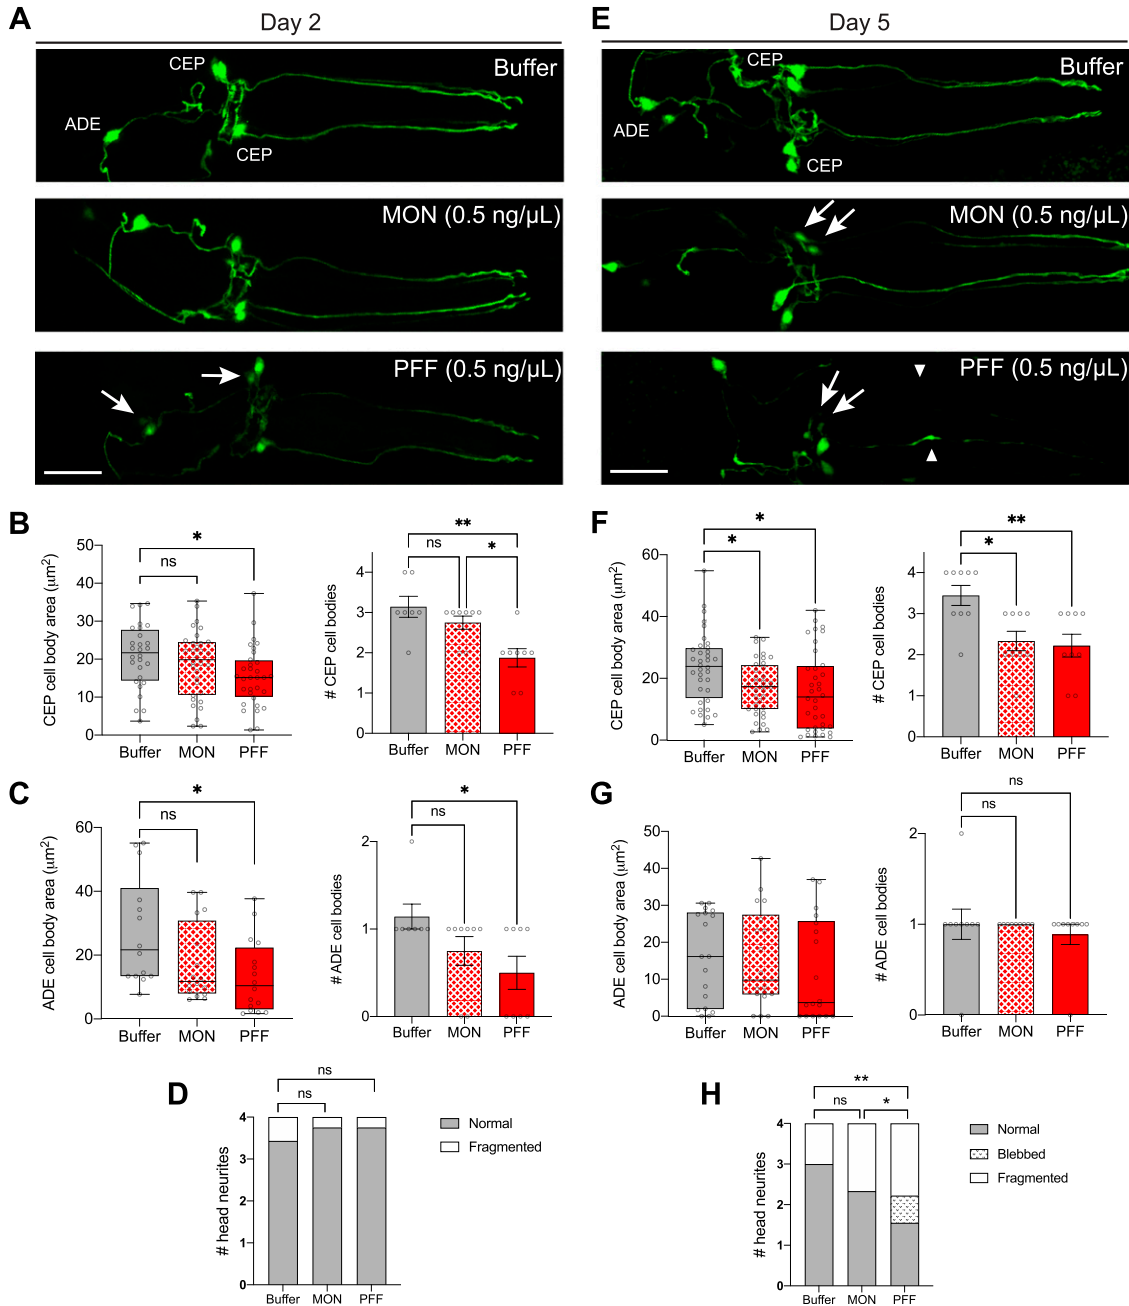 A
Day 2
CEP
Buffer
ADE
CEP
MON (0.5 ng/μL)
PFF (0.5 ng/μL)
E
Day 5
CEP
Buffer
ADE
CEP
MON (0.5 ng/μL)
PFF (0.5 ng/μL)
B
CEP cell body area (μm²)
50
40
30
20
10
0
*
ns
Buffer
MON
PFF
# CEP cell bodies
4
3
2
1
0
**
ns
*
Buffer
MON
PFF
F
CEP cell body area (μm²)
60
40
20
0
*
*
Buffer
MON
PFF
# CEP cell bodies
4
3
2
1
0
**
*
Buffer
MON
PFF
C
ADE cell body area (μm²)
60
40
20
0
*
ns
Buffer
MON
PFF
# ADE cell bodies
2
1
0
*
ns
Buffer
MON
PFF
G
ADE cell body area (μm²)
50
40
30
20
10
0
Buffer
MON
PFF
# ADE cell bodies
2
1
0
ns
ns
Buffer
MON
PFF
D
# head neurites
4
3
2
1
0
ns
ns
Buffer
MON
PFF
Normal
Fragmented
H
# head neurites
4
3
2
1
0
**
ns
*
Buffer
MON
PFF
Normal
Blebbed
Fragmented